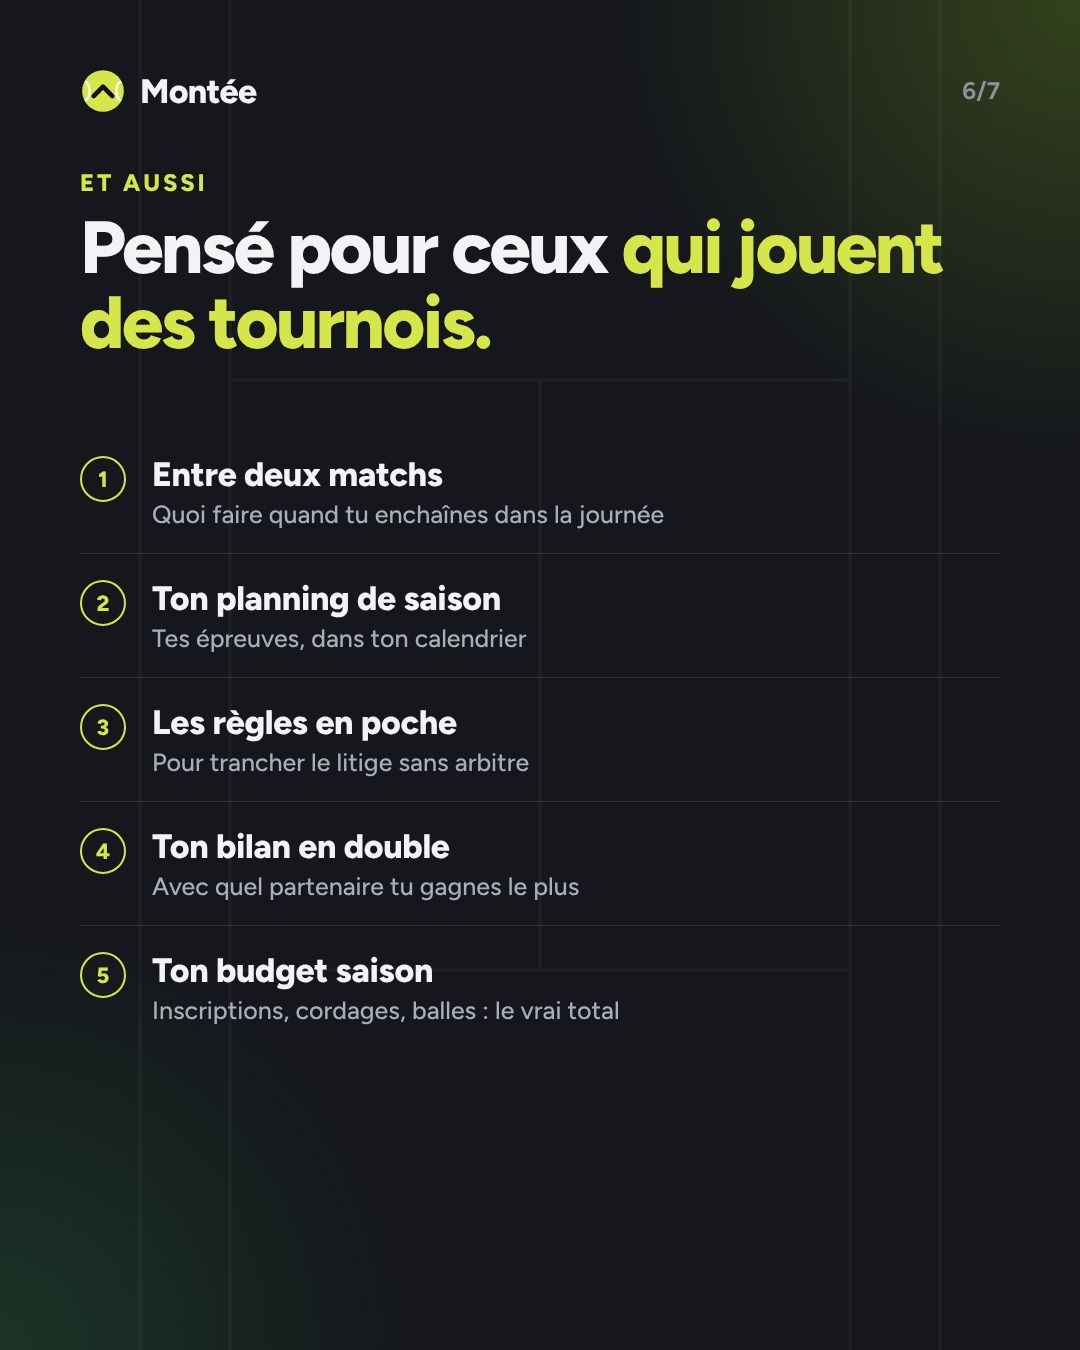 Montée
6/7
ET AUSSI
Pensé pour ceux qui jouent
des tournois.
1
Entre deux matchs
Quoi faire quand tu enchaînes dans la journée
2
Ton planning de saison
Tes épreuves, dans ton calendrier
3
Les règles en poche
Pour trancher le litige sans arbitre
4
Ton bilan en double
Avec quel partenaire tu gagnes le plus
5
Ton budget saison
Inscriptions, cordages, balles : le vrai total